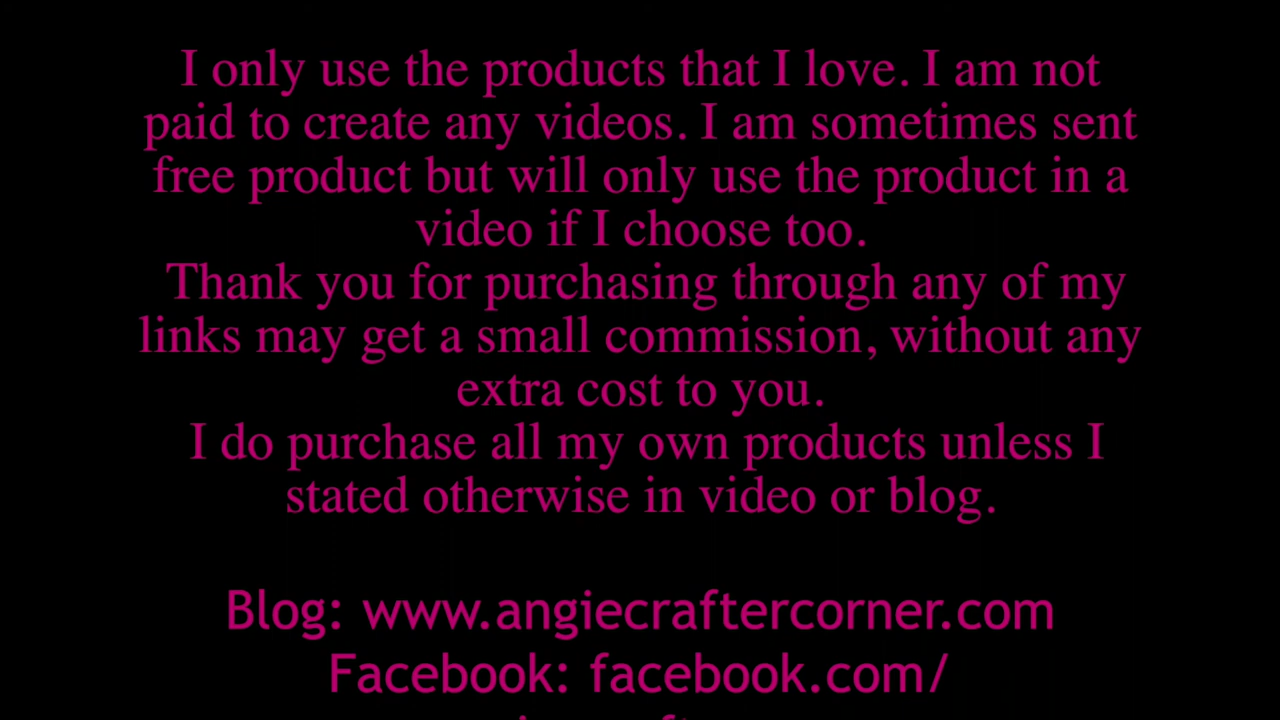 I only use the products that I love. I am not
paid to create any videos. I am sometimes sent
free product but will only use the product in a
video if I choose too.
Thank you for purchasing through any of my
links may get a small commission, without any
extra cost to you.
I do purchase all my own products unless I
stated otherwise in video or blog.
Blog: www.angiecraftercorner.com
Facebook: facebook.com/